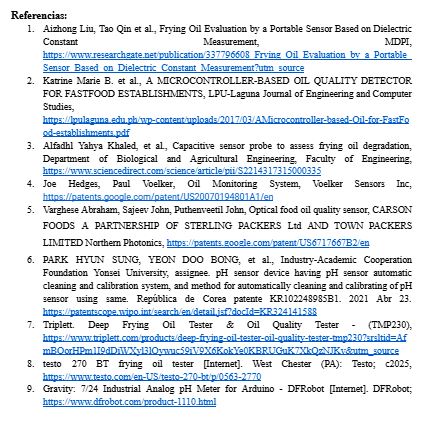 Referencias:
1. Aizhong Liu, Tao Qin et al., Frying Oil Evaluation by a Portable Sensor Based on Dielectric
Constant Measurement, MDPI,
https://www.researchgate.net/publication/337796608_Frying_Oil_Evaluation_by_a_Portable_
Sensor_Based_on_Dielectric_Constant_Measurement?utm_source
2. Katrine Marie B. et al., A MICROCONTROLLER-BASED OIL QUALITY DETECTOR
FOR FASTFOOD ESTABLISHMENTS, LPU-Laguna Journal of Engineering and Computer
Studies,
https://lpulaguna.edu.ph/wp-content/uploads/2017/03/AMicrocontroller-based-Oil-for-FastFo
od-establishments.pdf
3. Alfadhl Yahya Khaled, et al., Capacitive sensor probe to assess frying oil degradation,
Department of Biological and Agricultural Engineering, Faculty of Engineering,
https://www.sciencedirect.com/science/article/pii/S2214317315000335
4. Joe Hedges, Paul Voelker, Oil Monitoring System, Voelker Sensors Inc,
https://patents.google.com/patent/US20070194801A1/en
5. Varghese Abraham, Sajeev John, Puthenveetil John, Optical food oil quality sensor, CARSON
FOODS A PARTNERSHIP OF STERLING PACKERS Ltd AND TOWN PACKERS
LIMITED Northern Photonics, https://patents.google.com/patent/US6717667B2/en
6. PARK HYUN SUNG, YEON DOO BONG, et al., Industry-Academic Cooperation
Foundation Yonsei University, assignee. pH sensor device having pH sensor automatic
cleaning and calibration system, and method for automatically cleaning and calibrating of pH
sensor using same. República de Corea patente KR102248985B1. 2021 Abr 23.
https://patentscope.wipo.int/search/en/detail.jsf?docId=KR324141588
7. Triplett. Deep Frying Oil Tester & Oil Quality Tester - (TMP230),
https://www.triplett.com/products/deep-frying-oil-tester-oil-quality-tester-tmp230?srsltid=Af
8. testo 270 BT frying oil tester [Internet]. West Chester (PA): Testo; c2025,
https://www.testo.com/en-US/testo-270-bt/p/0563-2770
9. Gravity: 7/24 Industrial Analog pH Meter for Arduino - DFRobot [Internet]. DFRobot;
https://www.dfrobot.com/product-1110.html